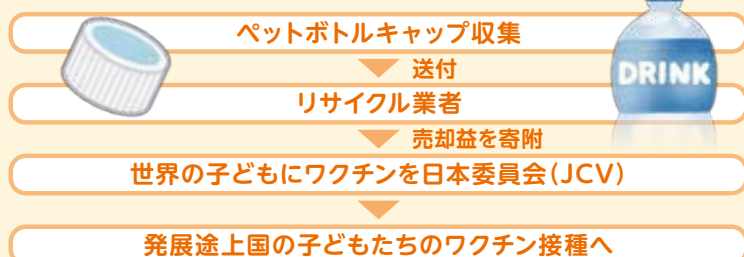 ペットボトルキャップ収集
送付
DRINK
リサイクル業者
売却益を寄附
世界の子どもにワクチンを日本委員会(JCV)
発展途上国の子どもたちのワクチン接種へ